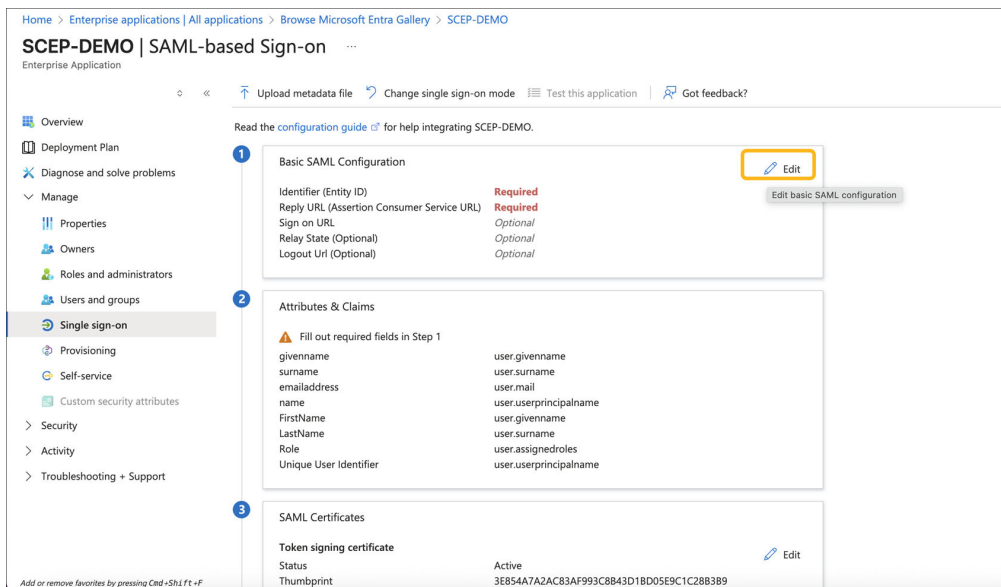 Home > Enterprise applications | All applications > Browse Microsoft Entra Gallery > SCEP-DEMO
SCEP-DEMO | SAML-based Sign-on ...
Enterprise Application
Upload metadata file Change single sign-on mode Test this application Got feedback?
Overview
Deployment Plan
Diagnose and solve problems
Manage
Properties
Owners
Roles and administrators
Users and groups
Single sign-on
Provisioning
Self-service
Custom security attributes
Security
Activity
Troubleshooting + Support
Add or remove favorites by pressing Cmd+Shift+F
Read the configuration guide for help integrating SCEP-DEMO.
1
Basic SAML Configuration
Edit
Edit basic SAML configuration
Identifier (Entity ID) Required
Reply URL (Assertion Consumer Service URL) Required
Sign on URL Optional
Relay State (Optional) Optional
Logout Url (Optional) Optional
2
Attributes & Claims
Fill out required fields in Step 1
givenname user.givenname
surname user.surname
emailaddress user.mail
name user.userprincipalname
FirstName user.givenname
LastName user.surname
Role user.assignedroles
Unique User Identifier user.userprincipalname
3
SAML Certificates
Token signing certificate
Edit
Status Active
Thumbprint 3E854A7A2AC83AF993C8B43D1BD05E9C1C28B3B9